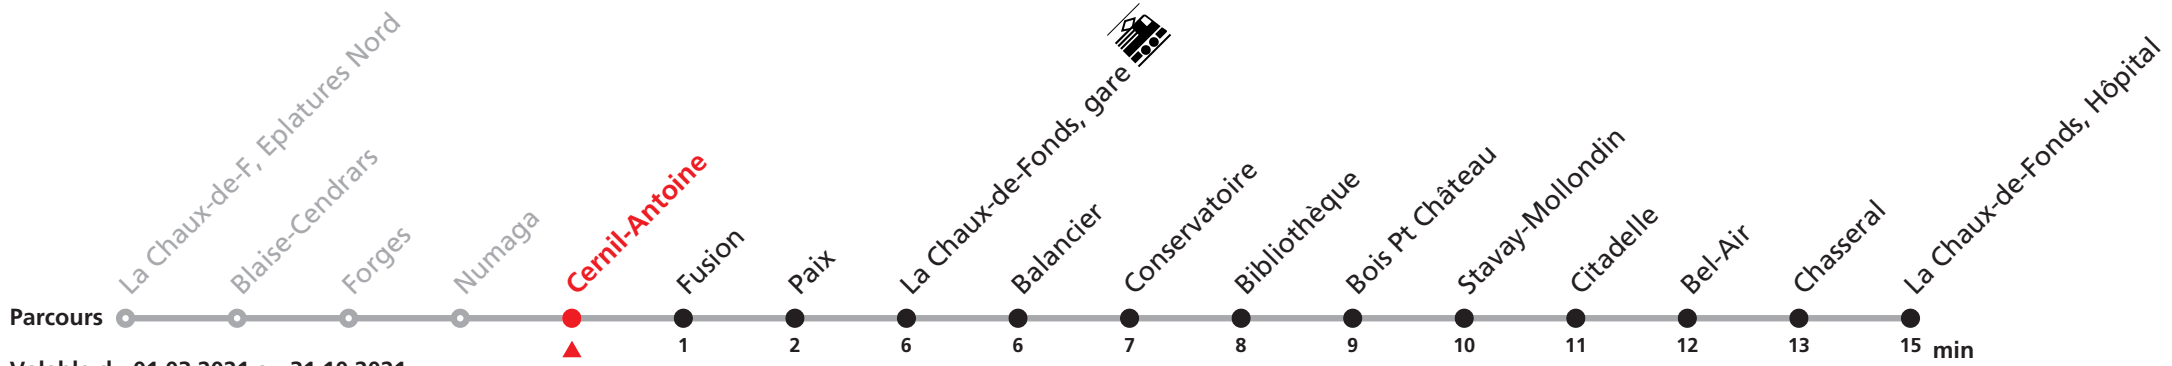 La Chaux-de-F, Eplatures Nord
Blaise-Cendrars
Forges
Numaga
Cernil-Antoine
Fusion
Paix
La Chaux-de-Fonds, gare
Balancier
Conservatoire
Bibliothèque
Bois Pt Château
Stavay-Mollondin
Citadelle
Bel-Air
Chasseral
La Chaux-de-Fonds, Hôpital
Parcours
1 2 6 6 7 8 9 10 11 12 13 15 min